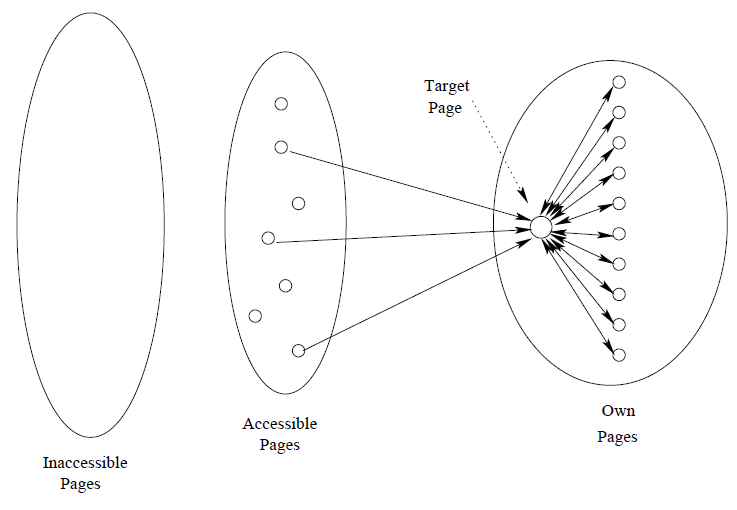 Target
Page
Own
Pages
Accessible
Pages
Inaccessible
Pages